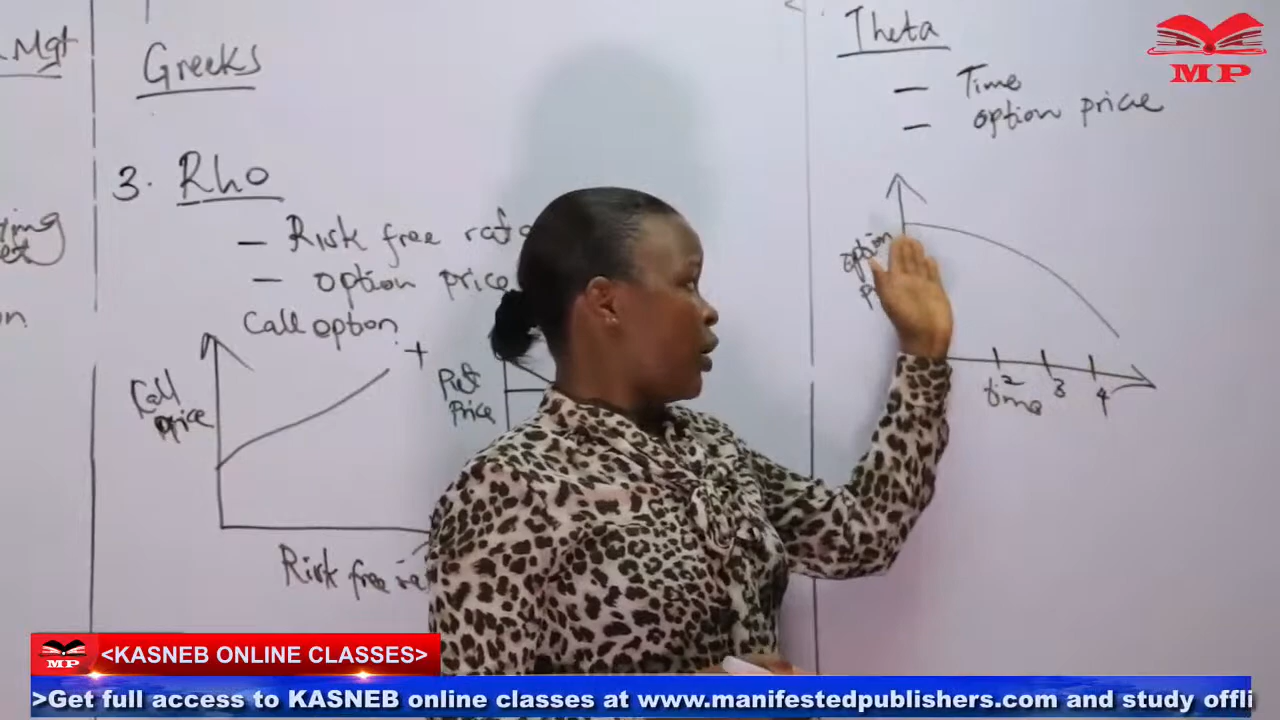 Mgt
Greeks
3. Rho
— Risk free rate
— option price
Call option
+
Call
price
Risk free
Put
Price
Theta
— Time
— option price
option
2
3
4
time
MP
MP
<KASNEB ONLINE CLASSES>
>Get full access to KASNEB online classes at www.manifestedpublishers.com and study offli